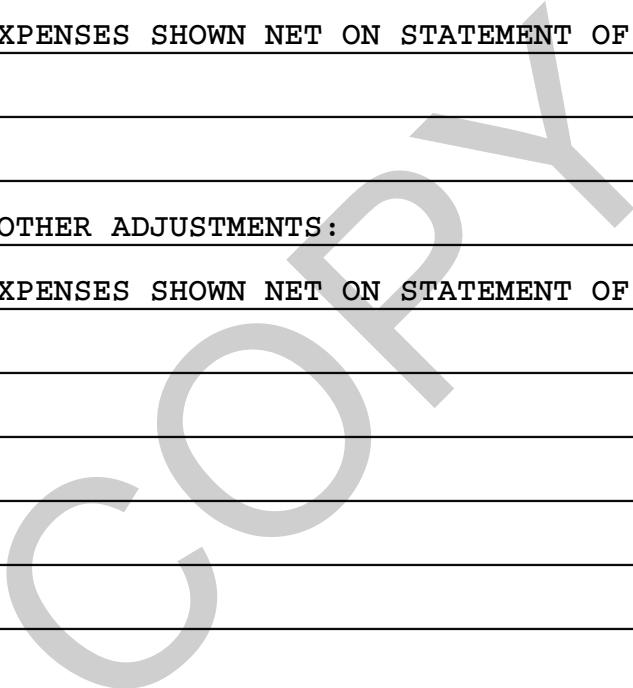 XPENSES SHOWN NET ON STATEMENT OF
OTHER ADJUSTMENTS:
XPENSES SHOWN NET ON STATEMENT OF
COPY